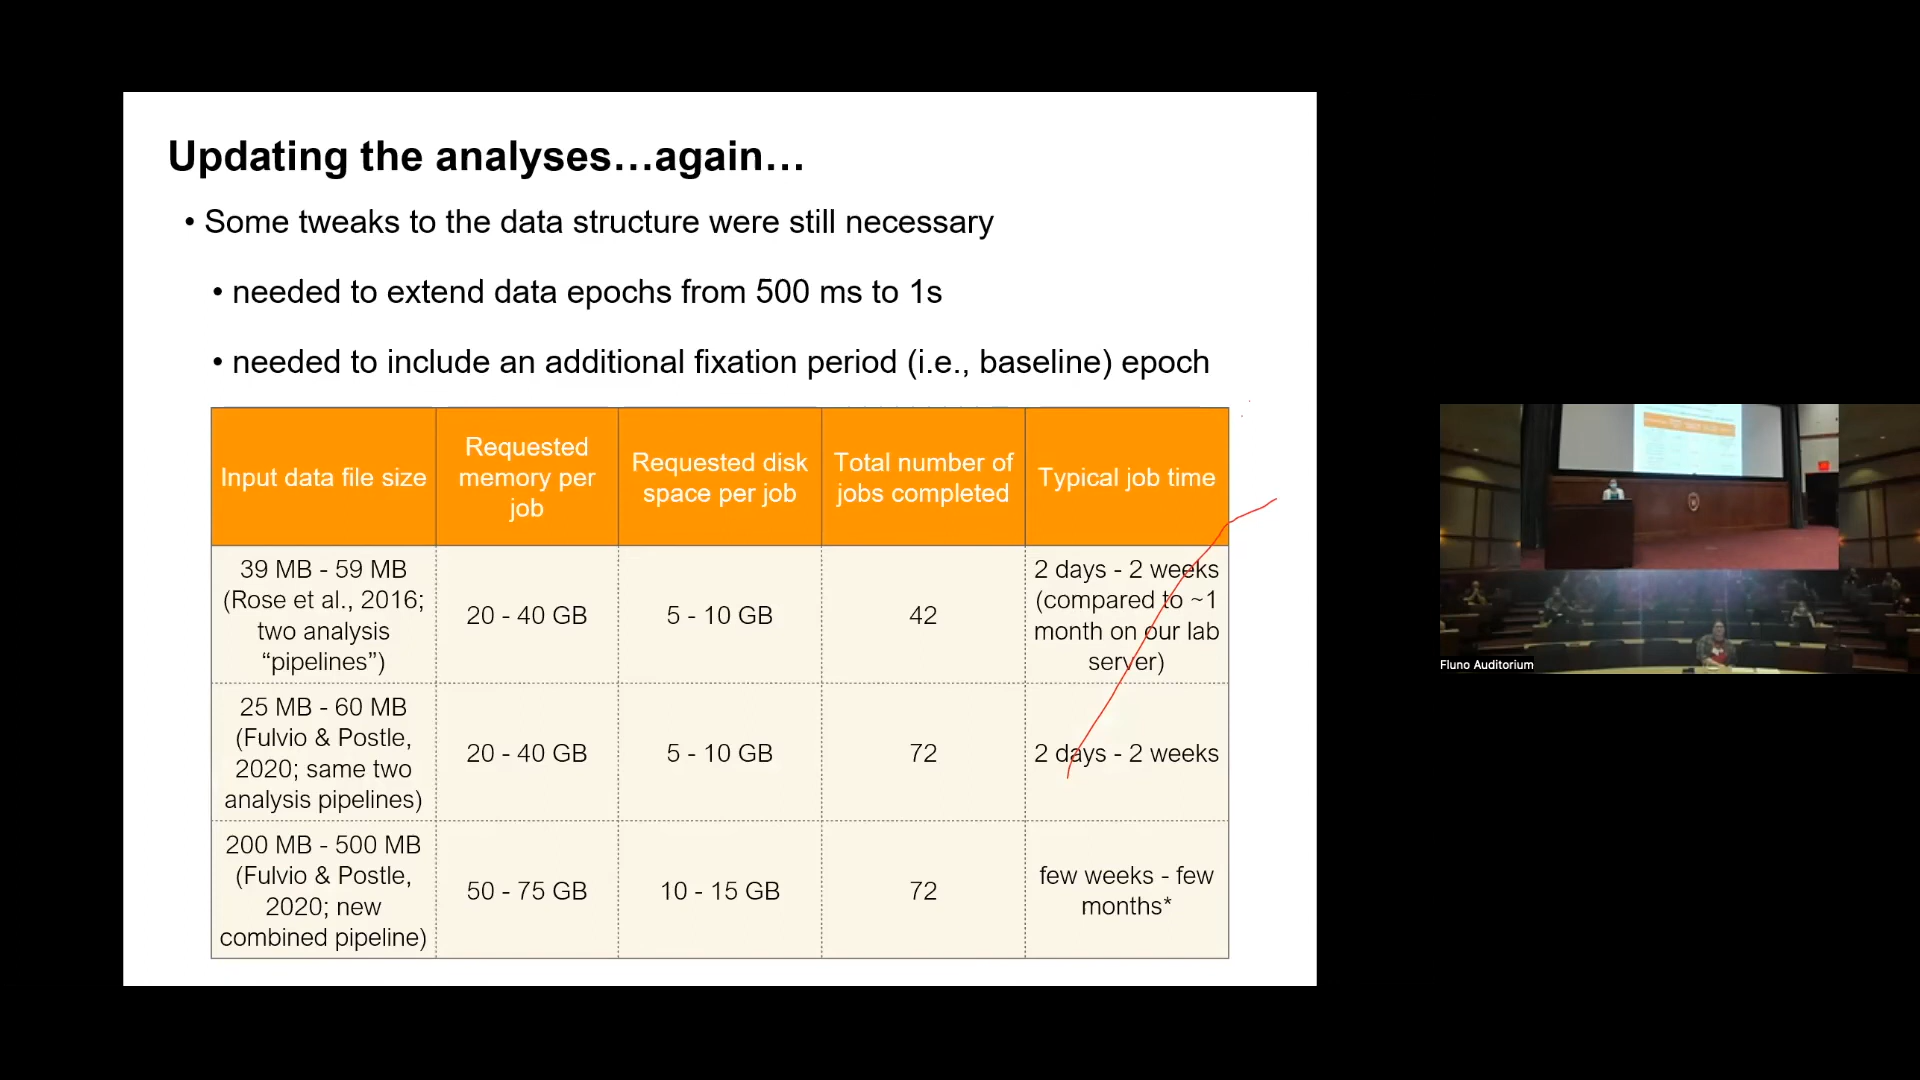 Updating the analyses…again…
• Some tweaks to the data structure were still necessary
• needed to extend data epochs from 500 ms to 1s
• needed to include an additional fixation period (i.e., baseline) epoch
Input data file size
Requested
memory per
job
Requested disk
space per job
Total number of
jobs completed
Typical job time
39 MB - 59 MB
(Rose et al., 2016;
two analysis
“pipelines”)
20 - 40 GB
5 - 10 GB
42
2 days - 2 weeks
(compared to ~1
month on our lab
server)
25 MB - 60 MB
(Fulvio & Postle,
2020; same two
analysis pipelines)
20 - 40 GB
5 - 10 GB
72
2 days - 2 weeks
200 MB - 500 MB
(Fulvio & Postle,
2020; new
combined pipeline)
50 - 75 GB
10 - 15 GB
72
few weeks - few
months*
Fluno Auditorium